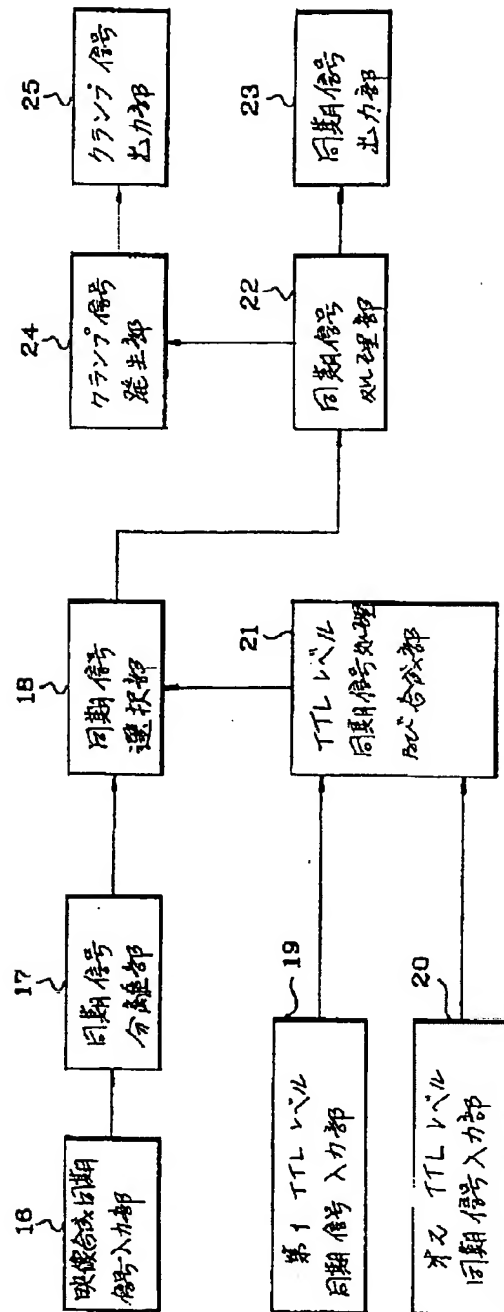 16
映像合成同期
信号入力部
17
同期信号
分離部
18
同期信号
選択部
19
第1 TTLレベル
同期信号入力部
20
オ2 TTLレベル
同期信号入力部
21
TTLレベル
同期信号処理
及び合成部
22
同期信号
処理部
23
同期信号
出力部
24
クランプ信号
発生部
25
クランプ信号
出力部